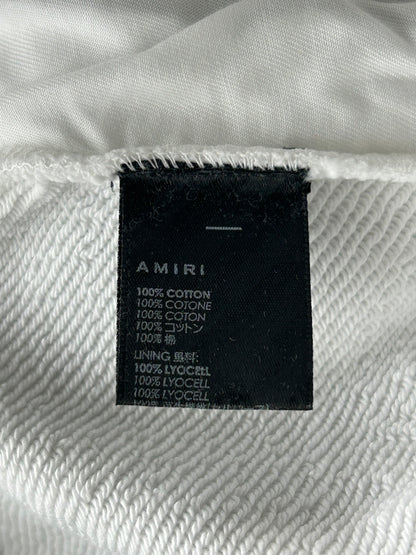 AMIRI
100% COTTON
100% COTONE
100% COTON
100% コットン
100% 棉
LINING 里料:
100% LYOCELL
100% LYOCELL
100% LYOCELL